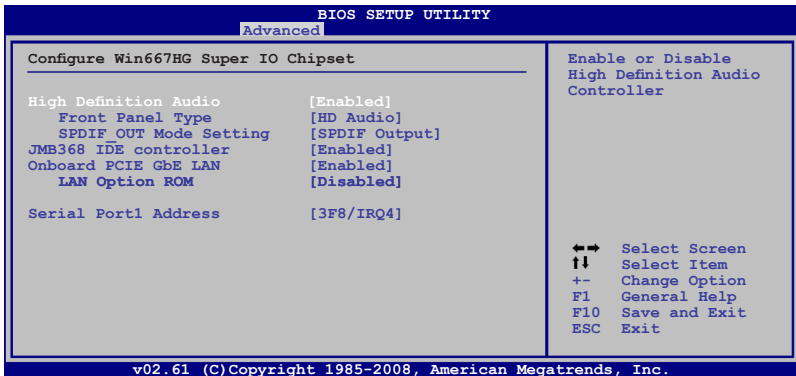 BIOS SETUP UTILITY
Advanced
Configure Win667HG Super IO Chipset
High Definition Audio [Enabled]
Front Panel Type [HD Audio]
SPDIF_OUT Mode Setting [SPDIF Output]
JMB368 IDE controller [Enabled]
Onboard PCIE GbE LAN [Enabled]
LAN Option ROM [Disabled]
Serial Port1 Address [3F8/IRQ4]
Enable or Disable
High Definition Audio
Controller
←→ Select Screen
↑↓ Select Item
+- Change Option
F1 General Help
F10 Save and Exit
ESC Exit
v02.61 (C)Copyright 1985-2008, American Megatrends, Inc.